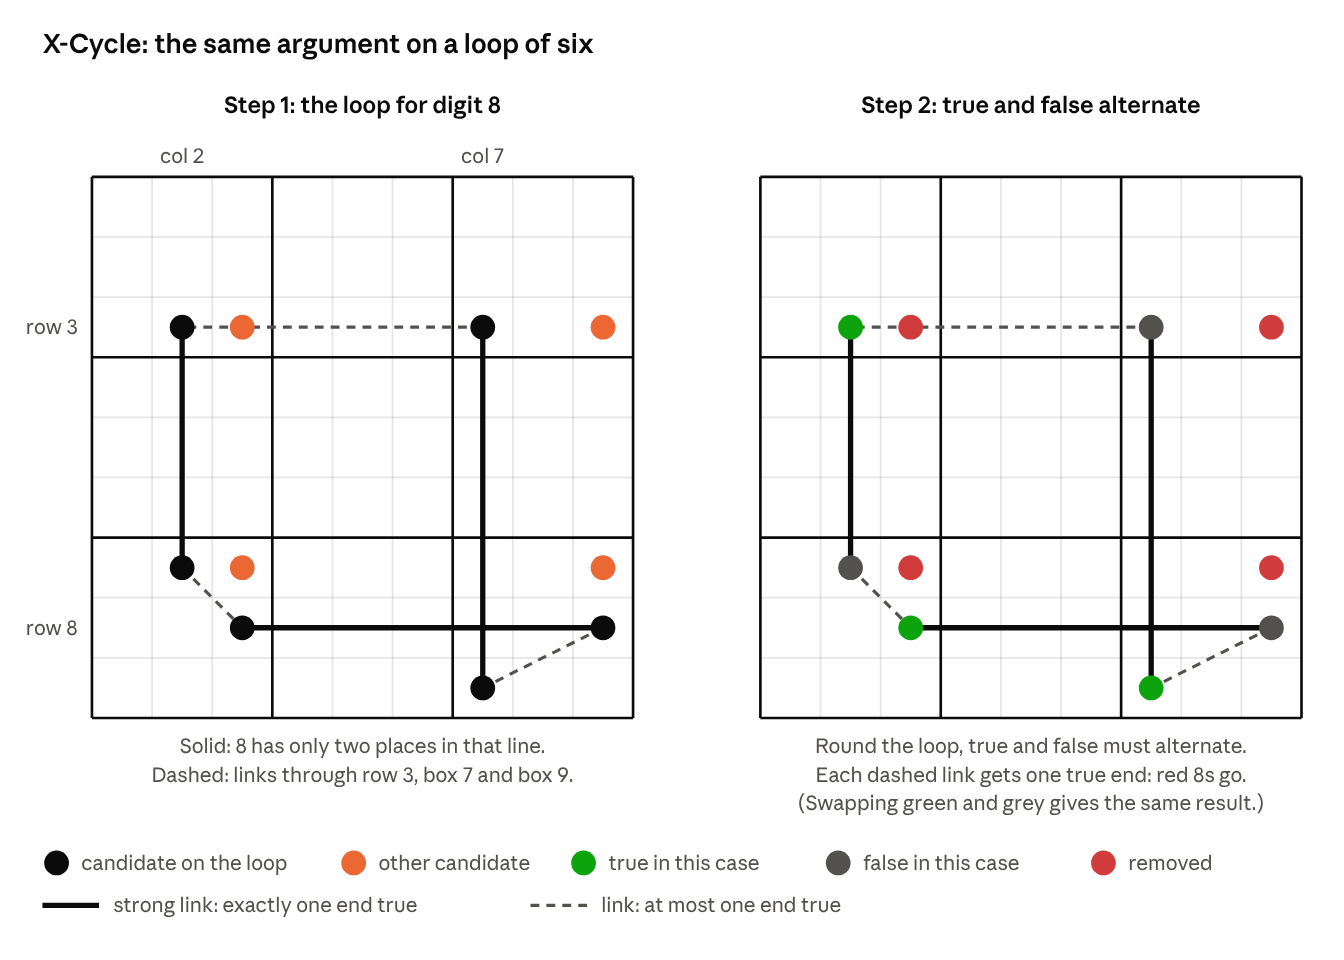 X-Cycle: the same argument on a loop of six
Step 1: the loop for digit 8
Step 2: true and false alternate
col 2
col 7
row 3
row 8
Solid: 8 has only two places in that line.
Dashed: links through row 3, box 7 and box 9.
Round the loop, true and false must alternate.
Each dashed link gets one true end: red 8s go.
(Swapping green and grey gives the same result.)
candidate on the loop
other candidate
true in this case
false in this case
removed
strong link: exactly one end true
link: at most one end true